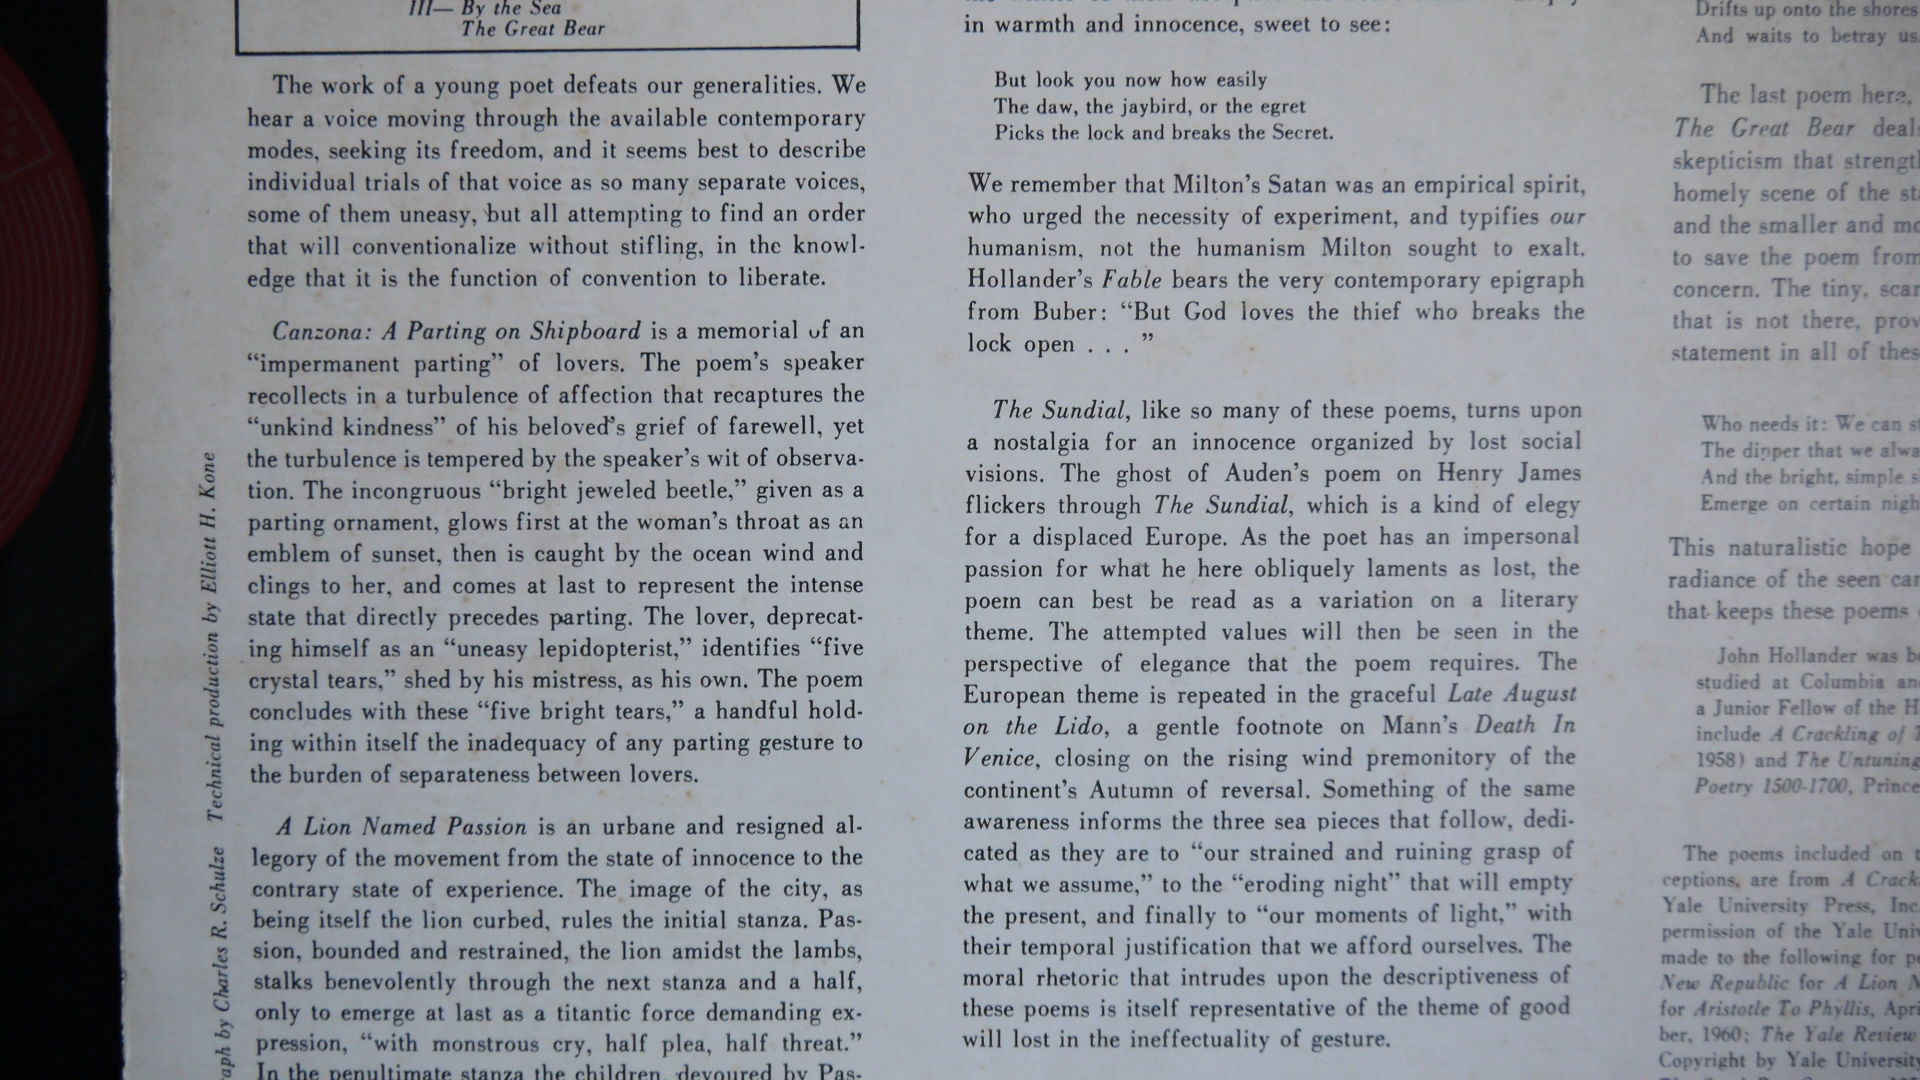 III— By the Sea
The Great Bear
The work of a young poet defeats our generalities. We
hear a voice moving through the available contemporary
modes, seeking its freedom, and it seems best to describe
individual trials of that voice as so many separate voices,
some of them uneasy, but all attempting to find an order
that will conventionalize without stifling, in the knowl-
edge that it is the function of convention to liberate.
Canzona: A Parting on Shipboard is a memorial of an
“impermanent parting” of lovers. The poem’s speaker
recollects in a turbulence of affection that recaptures the
“unkind kindness” of his beloved’s grief of farewell, yet
the turbulence is tempered by the speaker’s wit of observa-
tion. The incongruous “bright jeweled beetle,” given as a
parting ornament, glows first at the woman’s throat as an
emblem of sunset, then is caught by the ocean wind and
clings to her, and comes at last to represent the intense
state that directly precedes parting. The lover, deprecat-
ing himself as an “uneasy lepidopterist,” identifies “five
crystal tears,” shed by his mistress, as his own. The poem
concludes with these “five bright tears,” a handful hold-
ing within itself the inadequacy of any parting gesture to
the burden of separateness between lovers.
A Lion Named Passion is an urbane and resigned al-
legory of the movement from the state of innocence to the
contrary state of experience. The image of the city, as
being itself the lion curbed, rules the initial stanza. Pas-
sion, bounded and restrained, the lion amidst the lambs,
stalks benevolently through the next stanza and a half,
only to emerge at last as a titantic force demanding ex-
pression, “with monstrous cry, half plea, half threat.”
In the penultimate stanza the children, devoured by Pas-
by Charles R. Schulze Technical production by Elliott H. Kone
in warmth and innocence, sweet to see:
But look you now how easily
The daw, the jaybird, or the egret
Picks the lock and breaks the Secret.
We remember that Milton’s Satan was an empirical spirit,
who urged the necessity of experiment, and typifies our
humanism, not the humanism Milton sought to exalt.
Hollander’s Fable bears the very contemporary epigraph
from Buber: “But God loves the thief who breaks the
lock open . . . ”
The Sundial, like so many of these poems, turns upon
a nostalgia for an innocence organized by lost social
visions. The ghost of Auden’s poem on Henry James
flickers through The Sundial, which is a kind of elegy
for a displaced Europe. As the poet has an impersonal
passion for what he here obliquely laments as lost, the
poem can best be read as a variation on a literary
theme. The attempted values will then be seen in the
perspective of elegance that the poem requires. The
European theme is repeated in the graceful Late August
on the Lido, a gentle footnote on Mann’s Death In
Venice, closing on the rising wind premonitory of the
continent’s Autumn of reversal. Something of the same
awareness informs the three sea pieces that follow, dedi-
cated as they are to “our strained and ruining grasp of
what we assume,” to the “eroding night” that will empty
the present, and finally to “our moments of light,” with
their temporal justification that we afford ourselves. The
moral rhetoric that intrudes upon the descriptiveness of
these poems is itself representative of the theme of good
will lost in the ineffectuality of gesture.
Drifts up onto the shores
And waits to betray us.
The last poem here,
The Great Bear
skepticism that
homely scene of the
and the smaller and
to save the poem from
concern. The tiny,
that is not there,
statement in all of
Who needs it: We can
The dipper that we
And the bright, simple
Emerge on certain
This naturalistic hope
radiance of the seen
that keeps these poems
John Hollander was
studied at Columbia
a Junior Fellow of the
include A Crackling of
1958) and The Untuning
Poetry 1500-1700,
The poems included on
ceptions, are from A
Yale University Press, Inc.
permission of the Yale
made to the following for
New Republic for A Lion
for Aristotle To Phyllis,
ber, 1960; The Yale Review
Copyright by Yale University